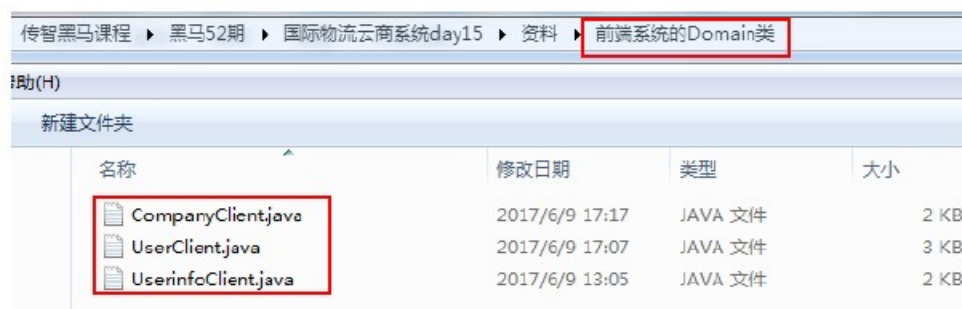 传智黑马课程 ▸ 黑马52期 ▸ 国际物流云商系统day15 ▸ 资料 ▸ 前端系统的Domain类
帮助(H)
新建文件夹
名称 修改日期 类型 大小
CompanyClient.java 2017/6/9 17:17 JAVA 文件 2 KB
UserClient.java 2017/6/9 17:07 JAVA 文件 3 KB
UserinfoClient.java 2017/6/9 13:05 JAVA 文件 2 KB